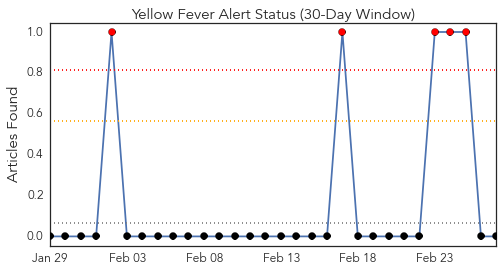 Yellow Fever Alert Status (30-Day Window)
Articles Found
1.0
0.8
0.6
0.4
0.2
0.0
Jan 29 Feb 03 Feb 08 Feb 13 Feb 18 Feb 23